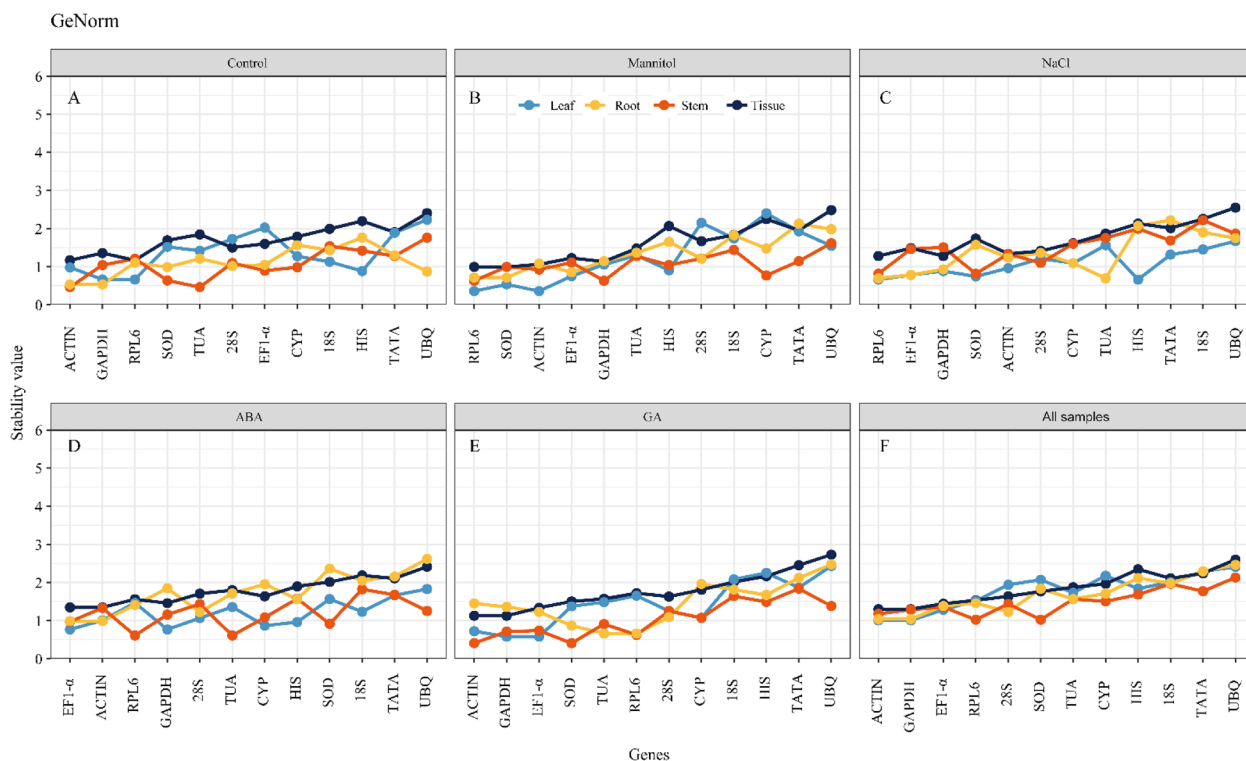 GeNorm
Control
Mannitol
NaCl
A
B
C
Leaf Root Stem Tissue
6
5
4
3
2
1
0
ACTIN GAPDH RPL6 SOD TUA 28S EF1-α CYP 18S HIS TATA UBQ
RPL6 SOD ACTIN EF1-α GAPDH TUA HIS 28S 18S CYP TATA UBQ
RPL6 EF1-α GAPDH SOD ACTIN 28S CYP TUA HIS TATA 18S UBQ
Stability value
ABA
GA
All samples
D
E
F
6
5
4
3
2
1
0
EF1-α ACTIN RPL6 GAPDH 28S TUA CYP HIS SOD 18S TATA UBQ
ACTIN GAPDH EF1-α SOD TUA RPL6 28S CYP 18S HIS TATA UBQ
ACTIN GAPDH EF1-α RPL6 28S SOD TUA CYP HIS 18S TATA UBQ
Genes